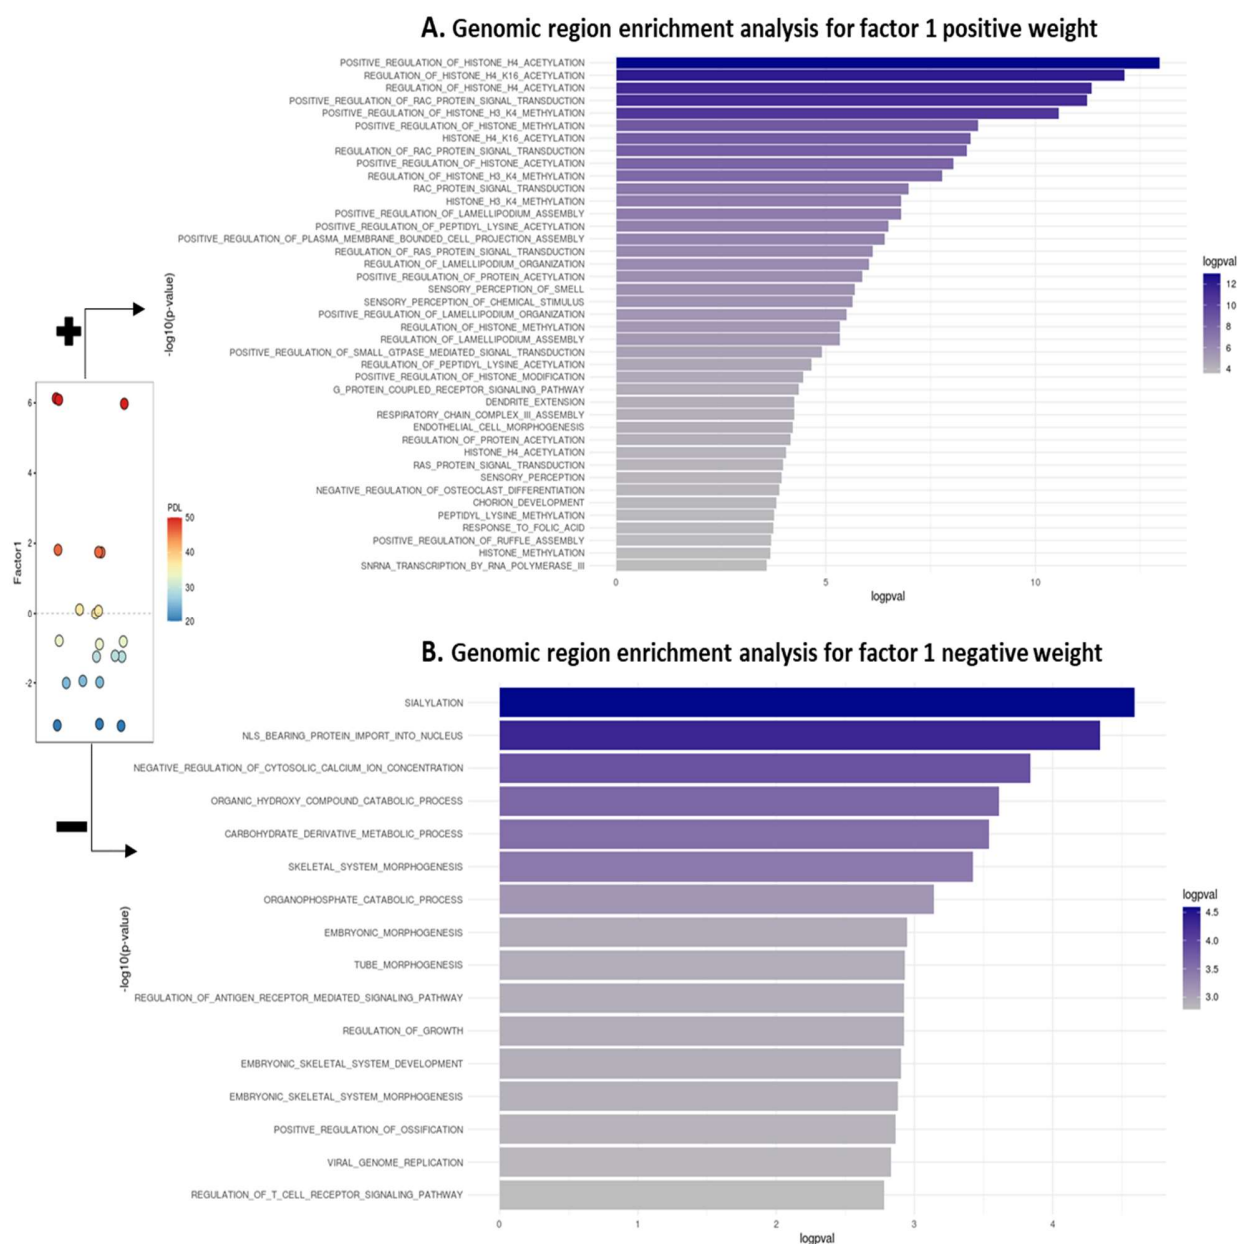 A. Genomic region enrichment analysis for factor 1 positive weight
POSITIVE_REGULATION_OF_HISTONE_H4_ACETYLATION
REGULATION_OF_HISTONE_H4_K16_ACETYLATION
REGULATION_OF_HISTONE_H4_ACETYLATION
POSITIVE_REGULATION_OF_RAC_PROTEIN_SIGNAL_TRANSDUCTION
POSITIVE_REGULATION_OF_HISTONE_H3_K4_METHYLATION
POSITIVE_REGULATION_OF_HISTONE_METHYLATION
HISTONE_H4_K16_ACETYLATION
REGULATION_OF_RAC_PROTEIN_SIGNAL_TRANSDUCTION
POSITIVE_REGULATION_OF_HISTONE_ACETYLATION
REGULATION_OF_HISTONE_H3_K4_METHYLATION
RAC_PROTEIN_SIGNAL_TRANSDUCTION
HISTONE_H3_K4_METHYLATION
POSITIVE_REGULATION_OF_LAMELLIPODIUM_ASSEMBLY
POSITIVE_REGULATION_OF_PEPTIDYL_LYSINE_ACETYLATION
POSITIVE_REGULATION_OF_PLASMA_MEMBRANE_BOUNDED_CELL_PROJECTION_ASSEMBLY
REGULATION_OF_RAS_PROTEIN_SIGNAL_TRANSDUCTION
REGULATION_OF_LAMELLIPODIUM_ORGANIZATION
POSITIVE_REGULATION_OF_PROTEIN_ACETYLATION
SENSORY_PERCEPTION_OF_SMELL
SENSORY_PERCEPTION_OF_CHEMICAL_STIMULUS
POSITIVE_REGULATION_OF_LAMELLIPODIUM_ORGANIZATION
REGULATION_OF_HISTONE_METHYLATION
REGULATION_OF_LAMELLIPODIUM_ASSEMBLY
POSITIVE_REGULATION_OF_SMALL_GTPASE_MEDIATED_SIGNAL_TRANSDUCTION
REGULATION_OF_PEPTIDYL_LYSINE_ACETYLATION
POSITIVE_REGULATION_OF_HISTONE_MODIFICATION
G_PROTEIN_COUPLED_RECEPTOR_SIGNALING_PATHWAY
DENDRITE_EXTENSION
RESPIRATORY_CHAIN_COMPLEX_III_ASSEMBLY
ENDOTHELIAL_CELL_MORPHOGENESIS
REGULATION_OF_PROTEIN_ACETYLATION
HISTONE_H4_ACETYLATION
RAS_PROTEIN_SIGNAL_TRANSDUCTION
SENSORY_PERCEPTION
NEGATIVE_REGULATION_OF_OSTEOCLAST_DIFFERENTIATION
CHORION_DEVELOPMENT
PEPTIDYL_LYSINE_METHYLATION
RESPONSE_TO_FOLIC_ACID
POSITIVE_REGULATION_OF_RUFFLE_ASSEMBLY
HISTONE_METHYLATION
SNRNA_TRANSCRIPTION_BY_RNA_POLYMERASE_III
0 5 10
logpval
logpval
12
10
8
6
4
-log10(p-value)
+
Factor1
6
4
2
0
-2
PDL
50
40
30
20
-log10(p-value)
B. Genomic region enrichment analysis for factor 1 negative weight
SIALYLATION
NLS_BEARING_PROTEIN_IMPORT_INTO_NUCLEUS
NEGATIVE_REGULATION_OF_CYTOSOLIC_CALCIUM_ION_CONCENTRATION
ORGANIC_HYDROXY_COMPOUND_CATABOLIC_PROCESS
CARBOHYDRATE_DERIVATIVE_METABOLIC_PROCESS
SKELETAL_SYSTEM_MORPHOGENESIS
ORGANOPHOSPHATE_CATABOLIC_PROCESS
EMBRYONIC_MORPHOGENESIS
TUBE_MORPHOGENESIS
REGULATION_OF_ANTIGEN_RECEPTOR_MEDIATED_SIGNALING_PATHWAY
REGULATION_OF_GROWTH
EMBRYONIC_SKELETAL_SYSTEM_DEVELOPMENT
EMBRYONIC_SKELETAL_SYSTEM_MORPHOGENESIS
POSITIVE_REGULATION_OF_OSSIFICATION
VIRAL_GENOME_REPLICATION
REGULATION_OF_T_CELL_RECEPTOR_SIGNALING_PATHWAY
0 1 2 3 4
logpval
logpval
4.5
4.0
3.5
3.0